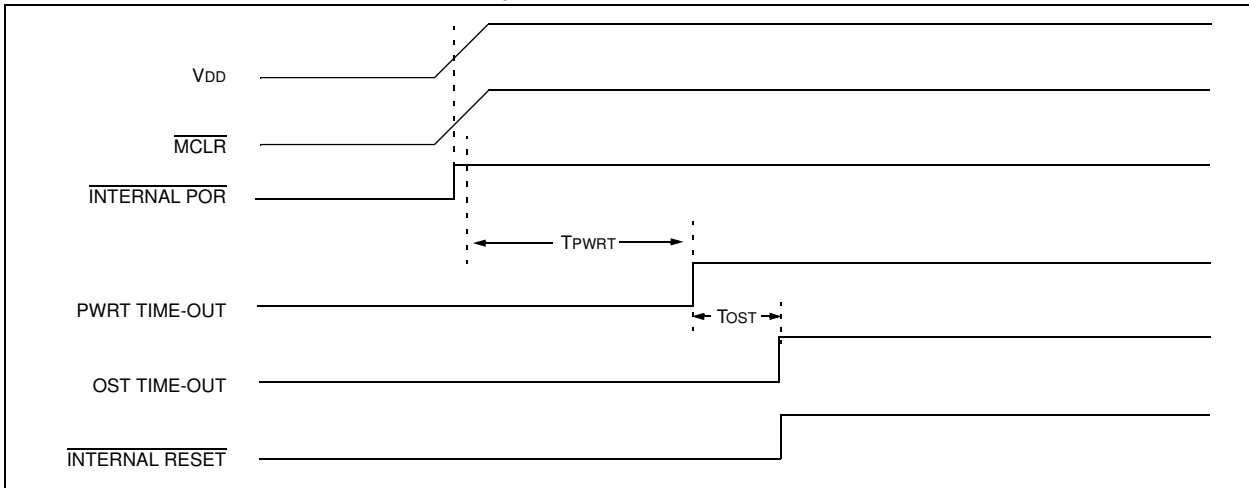 VDD
MCLR
INTERNAL POR
TPWRT
PWRT TIME-OUT
TOST
OST TIME-OUT
INTERNAL RESET